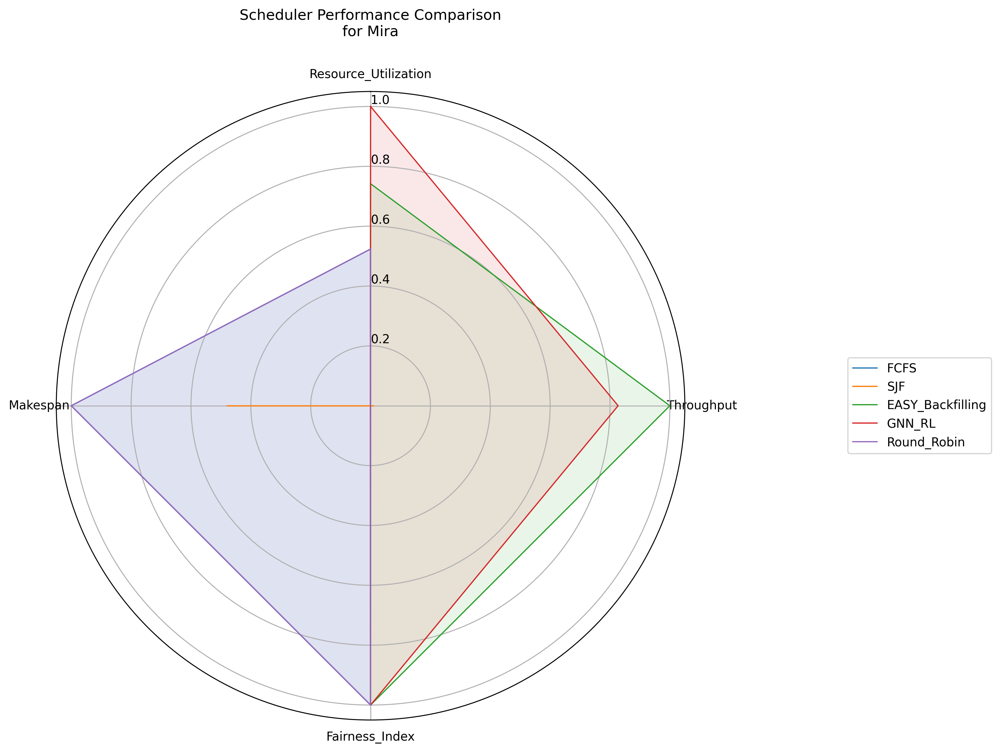 Scheduler Performance Comparison
for Mira
Resource_Utilization
1.0
0.8
0.6
0.4
0.2
Makespan
Throughput
Fairness_Index
FCFS
SJF
EASY_Backfilling
GNN_RL
Round_Robin